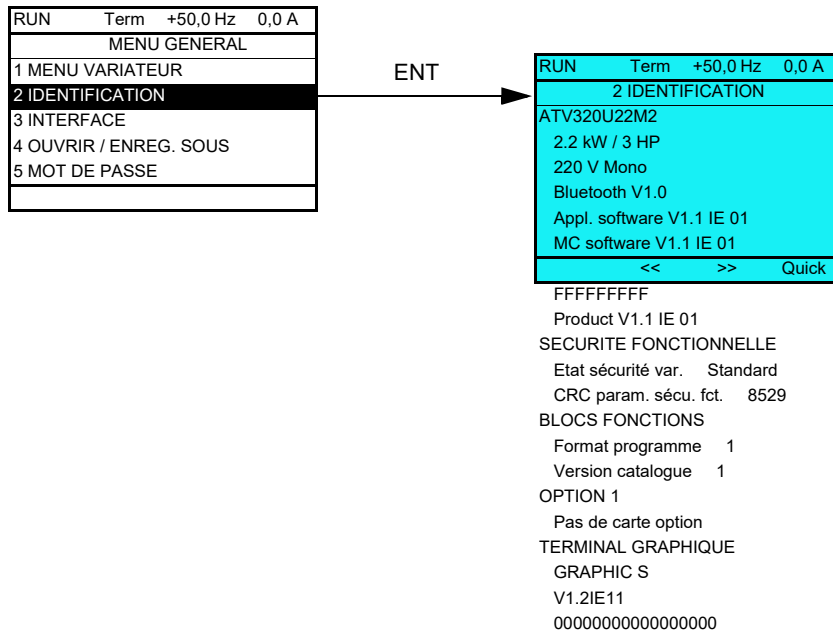 RUN Term +50,0 Hz 0,0 A
MENU GENERAL
1 MENU VARIATEUR
2 IDENTIFICATION
3 INTERFACE
4 OUVRIR / ENREG. SOUS
5 MOT DE PASSE
ENT
RUN Term +50,0 Hz 0,0 A
2 IDENTIFICATION
ATV320U22M2
2.2 kW / 3 HP
220 V Mono
Bluetooth V1.0
Appl. software V1.1 IE 01
MC software V1.1 IE 01
<< >> Quick
FFFFFFFFF
Product V1.1 IE 01
SECURITE FONCTIONNELLE
Etat sécurité var. Standard
CRC param. sécu. fct. 8529
BLOCS FONCTIONS
Format programme 1
Version catalogue 1
OPTION 1
Pas de carte option
TERMINAL GRAPHIQUE
GRAPHIC S
V1.2IE11
00000000000000000